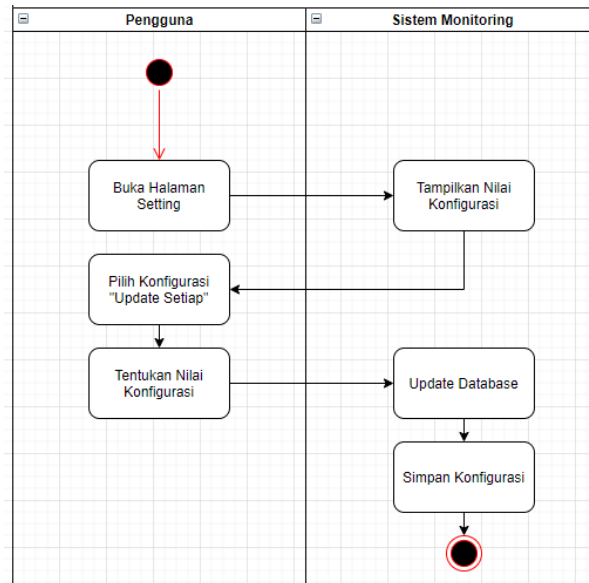 Pengguna
Sistem Monitoring
Buka Halaman
Setting
Tampilkan Nilai
Konfigurasi
Pilih Konfigurasi
"Update Setiap"
Tentukan Nilai
Konfigurasi
Update Database
Simpan Konfigurasi